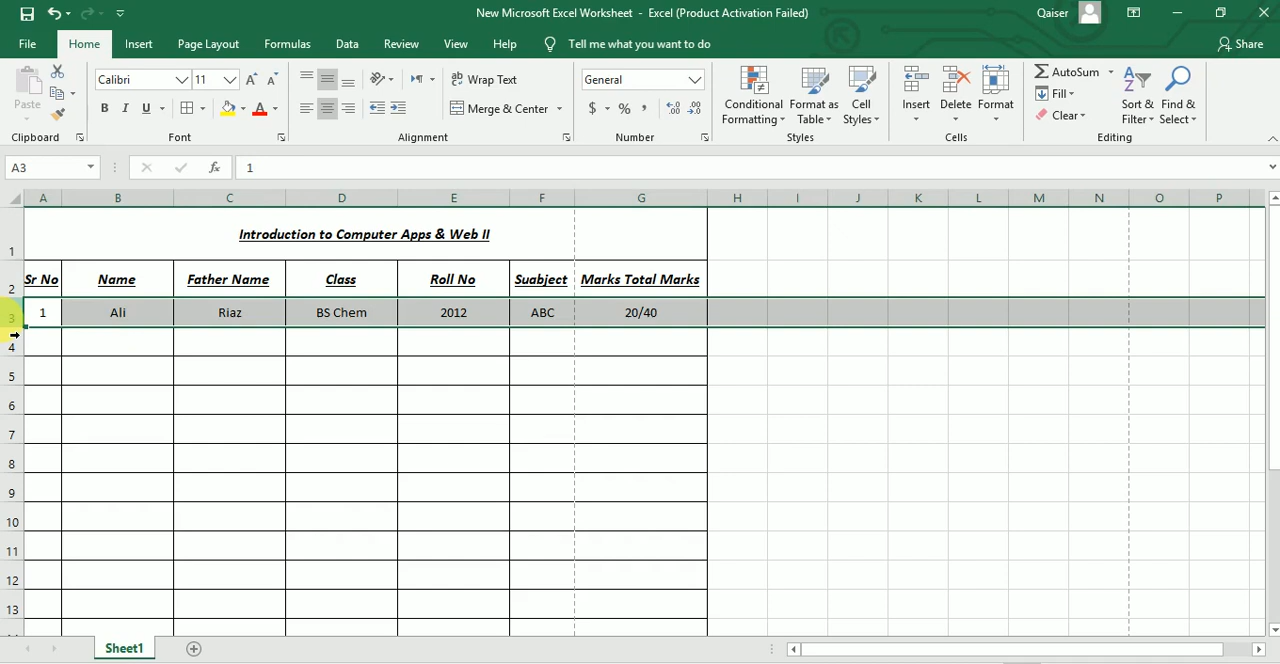 New Microsoft Excel Worksheet - Excel (Product Activation Failed)
Qaiser
File Home Insert Page Layout Formulas Data Review View Help Tell me what you want to do Share
Paste
Clipboard
Calibri 11
B I U A
Font
Wrap Text
Merge & Center
Alignment
General
$ % ,
Number
Conditional Formatting
Format as Table
Cell Styles
Styles
Insert Delete Format
Cells
AutoSum
Fill
Clear
Sort & Filter
Find & Select
Editing
A3 fx 1
A B C D E F G H I J K L M N O P
1 Introduction to Computer Apps & Web II
2 Sr No Name Father Name Class Roll No Suabject Marks Total Marks
3 1 Ali Riaz BS Chem 2012 ABC 20/40
4
5
6
7
8
9
10
11
12
13
Sheet1